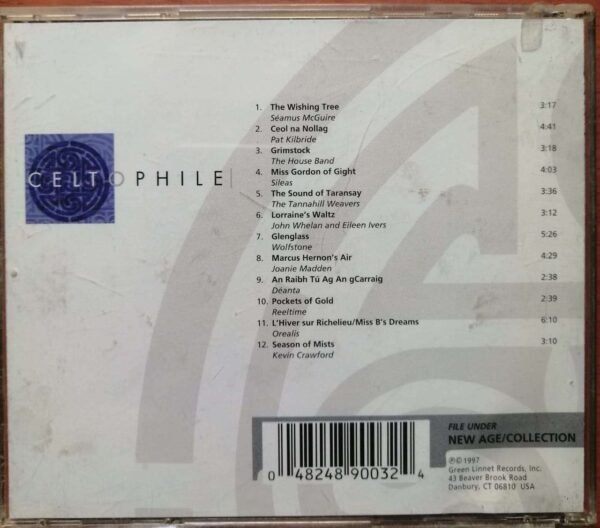 CELTOPHILE
1. The Wishing Tree 3:17
Séamus McGuire
2. Ceol na Nollag 4:41
Pat Kilbride
3. Grimstock 3:18
The House Band
4. Miss Gordon of Gight 4:03
Sileas
5. The Sound of Taransay 3:36
The Tannahill Weavers
6. Lorraine's Waltz 3:12
John Whelan and Eileen Ivers
7. Glenglass 5:26
Wolfstone
8. Marcus Hernon's Air 4:29
Joanie Madden
9. An Raibh Tú Ag An gCarraig 2:38
Déanta
10. Pockets of Gold 2:39
Reeltime
11. L'Hiver sur Richelieu/Miss B's Dreams 6:10
Orealis
12. Season of Mists 3:10
Kevin Crawford
FILE UNDER
NEW AGE/COLLECTION
℗© 1997
Green Linnet Records, Inc.
43 Beaver Brook Road
Danbury, CT 06810 USA
0 48248 90032 4